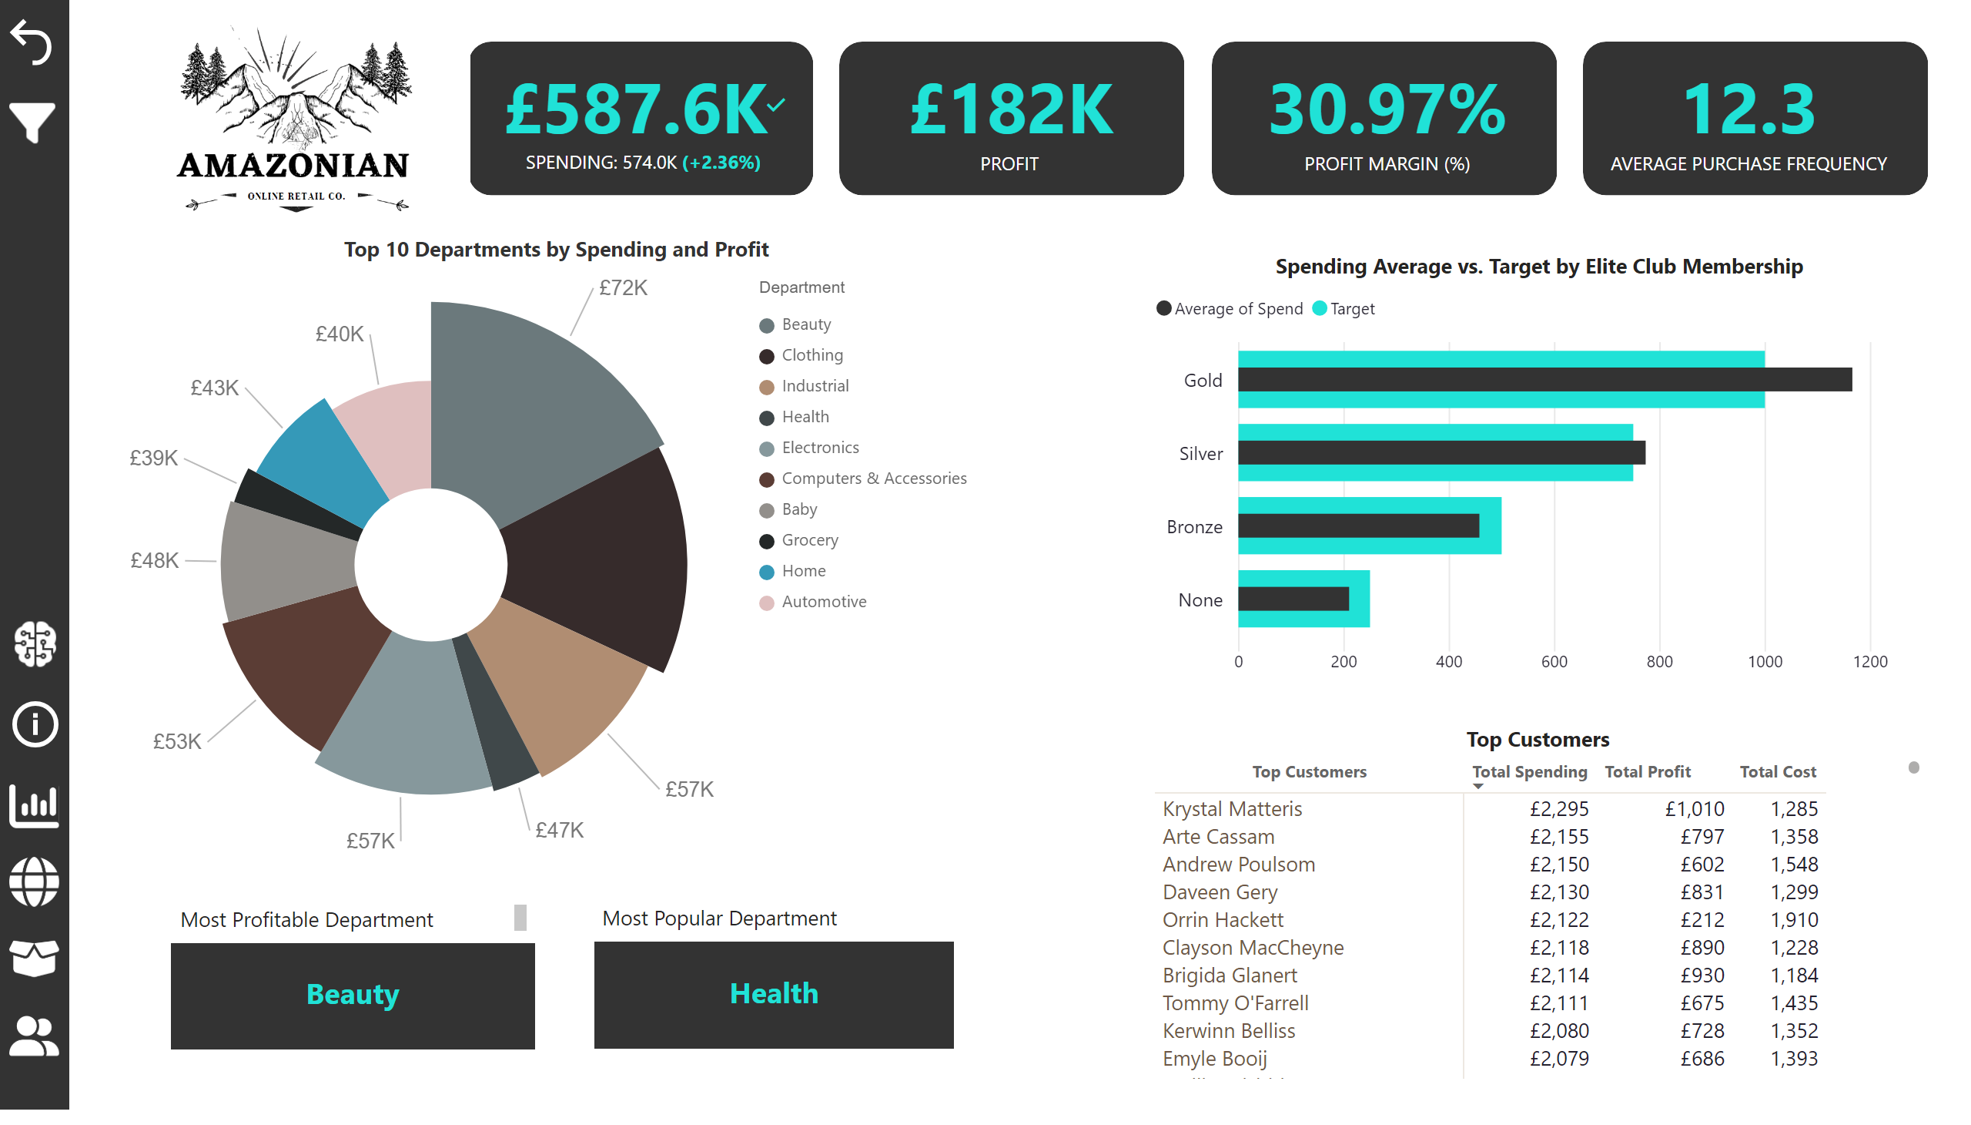 AMAZONIAN
ONLINE RETAIL CO.
£587.6K
SPENDING: 574.0K (+2.36%)
£182K
PROFIT
30.97%
PROFIT MARGIN (%)
12.3
AVERAGE PURCHASE FREQUENCY
Top 10 Departments by Spending and Profit
£72K
£40K
£43K
£39K
£48K
£53K
£57K
£47K
£57K
Department
Beauty
Clothing
Industrial
Health
Electronics
Computers & Accessories
Baby
Grocery
Home
Automotive
Spending Average vs. Target by Elite Club Membership
Average of Spend Target
Gold
Silver
Bronze
None
0 200 400 600 800 1000 1200
Most Profitable Department
Beauty
Most Popular Department
Health
Top Customers
Top Customers Total Spending Total Profit Total Cost
Krystal Matteris £2,295 £1,010 1,285
Arte Cassam £2,155 £797 1,358
Andrew Poulsom £2,150 £602 1,548
Daveen Gery £2,130 £831 1,299
Orrin Hackett £2,122 £212 1,910
Clayson MacCheyne £2,118 £890 1,228
Brigida Glanert £2,114 £930 1,184
Tommy O'Farrell £2,111 £675 1,435
Kerwinn Belliss £2,080 £728 1,352
Emyle Booij £2,079 £686 1,393